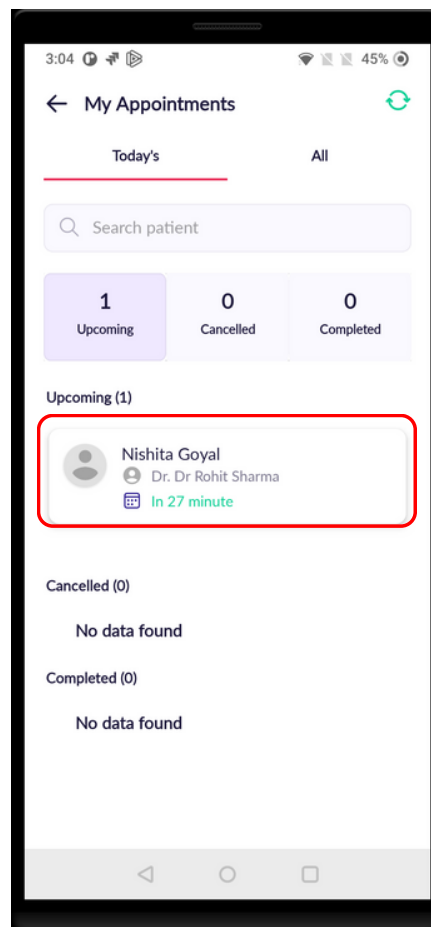 3:04 45%
My Appointments
Today's All
Search patient
1 0 0
Upcoming Cancelled Completed
Upcoming (1)
Nishita Goyal
Dr. Dr Rohit Sharma
In 27 minute
Cancelled (0)
No data found
Completed (0)
No data found